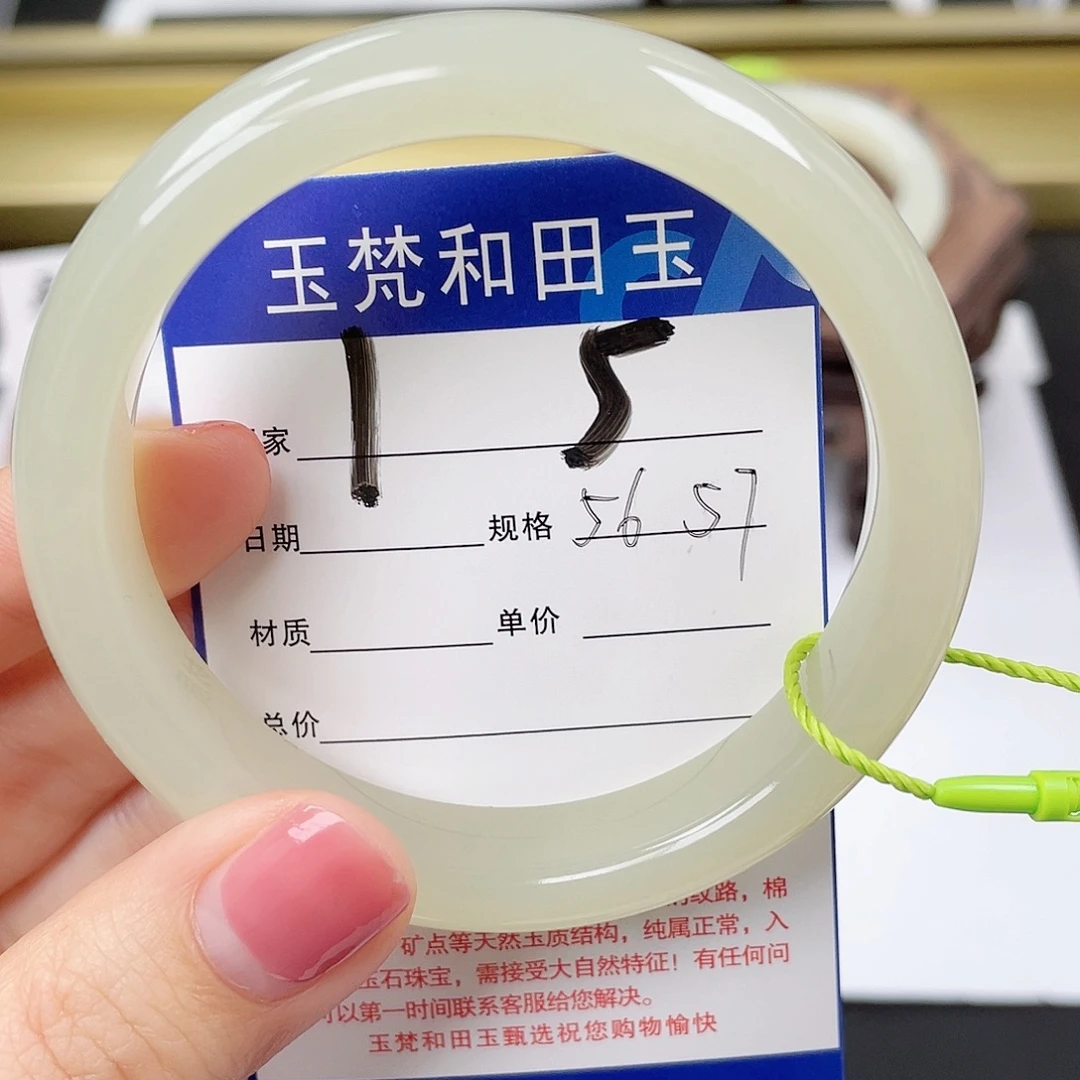 玉梵和田玉
1 5
家
日期 规格 56 57
材质 单价
总价
纹路，棉
矿点等天然玉质结构，纯属正常，入
玉石珠宝，需接受大自然特征！有任何问
可以第一时间联系客服给您解决。
玉梵和田玉甄选祝您购物愉快